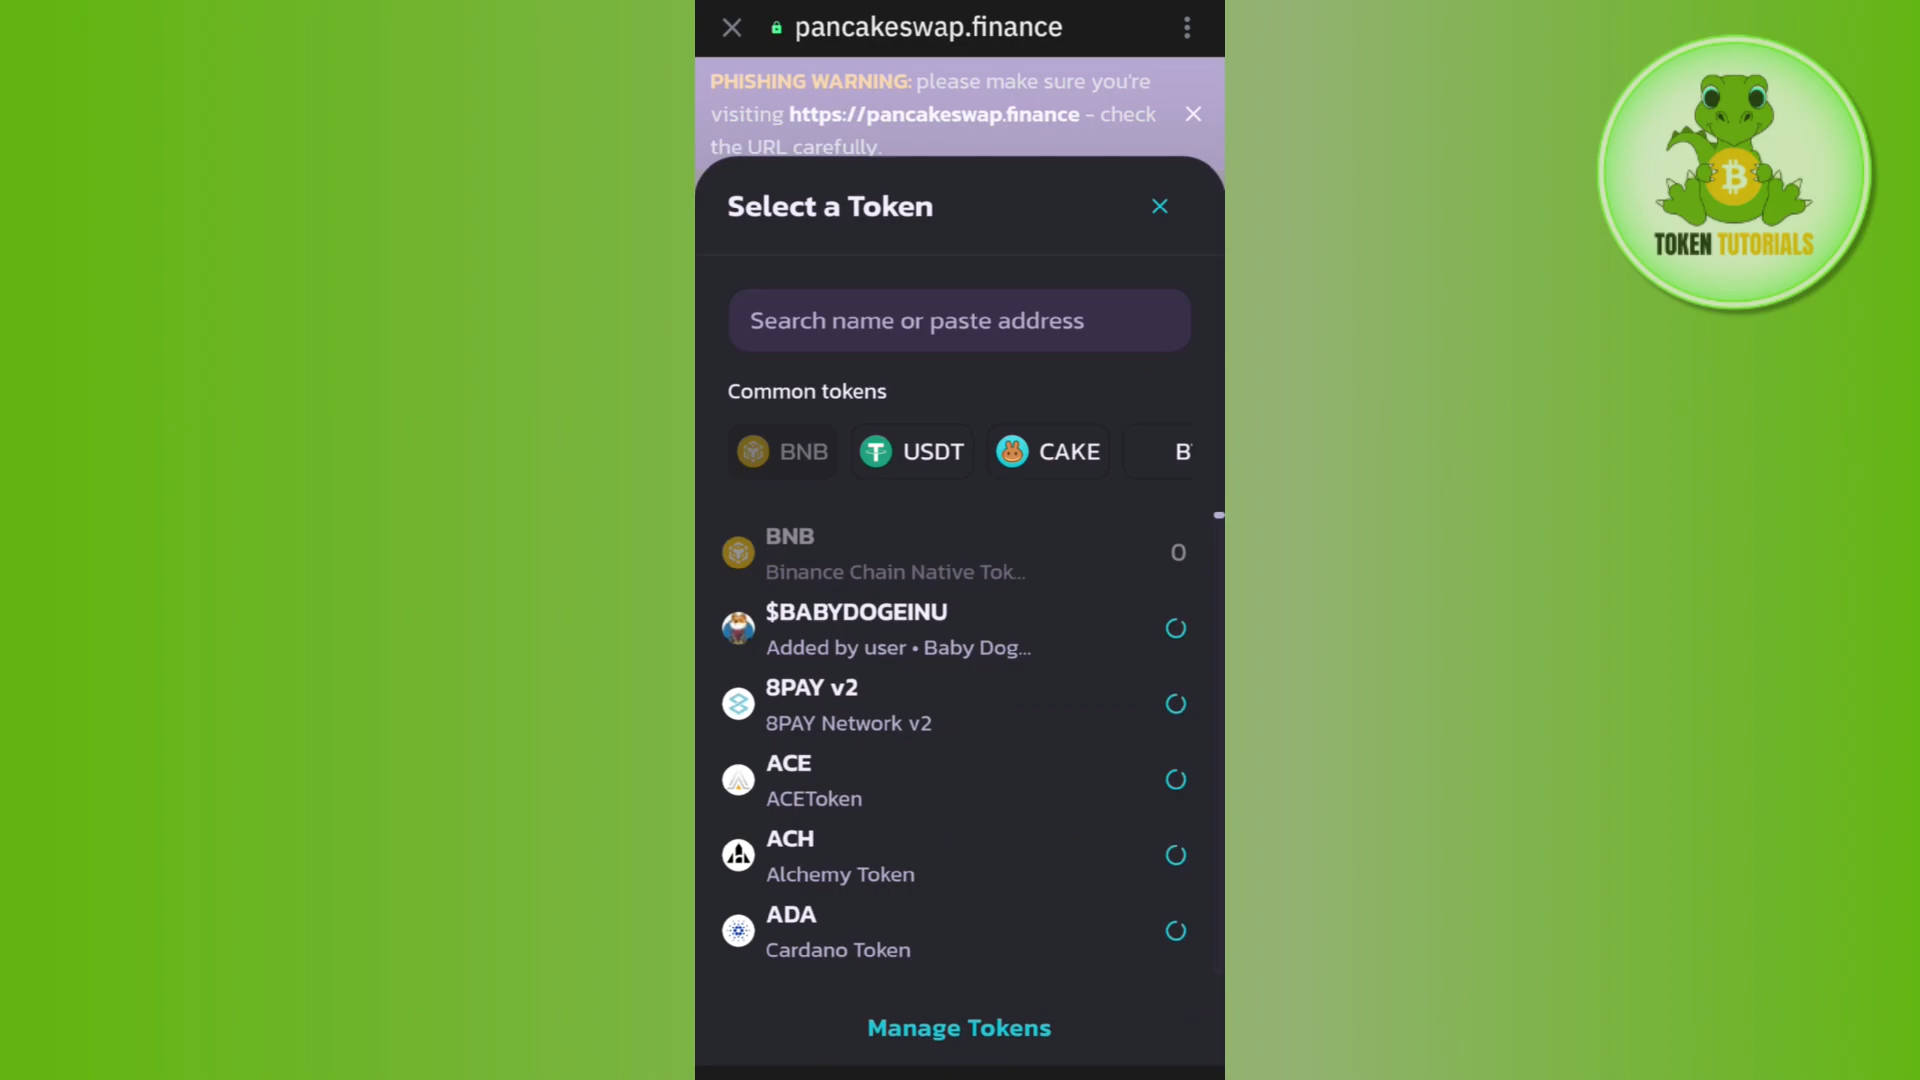 pancakeswap.finance
PHISHING WARNING: please make sure you're
visiting https://pancakeswap.finance - check
the URL carefully.
Select a Token
Search name or paste address
Common tokens
BNB
USDT
CAKE
B
BNB
0
Binance Chain Native Tok...
$BABYDOGEINU
Added by user • Baby Dog...
8PAY v2
8PAY Network v2
ACE
ACEToken
ACH
Alchemy Token
ADA
Cardano Token
Manage Tokens
TOKEN TUTORIALS